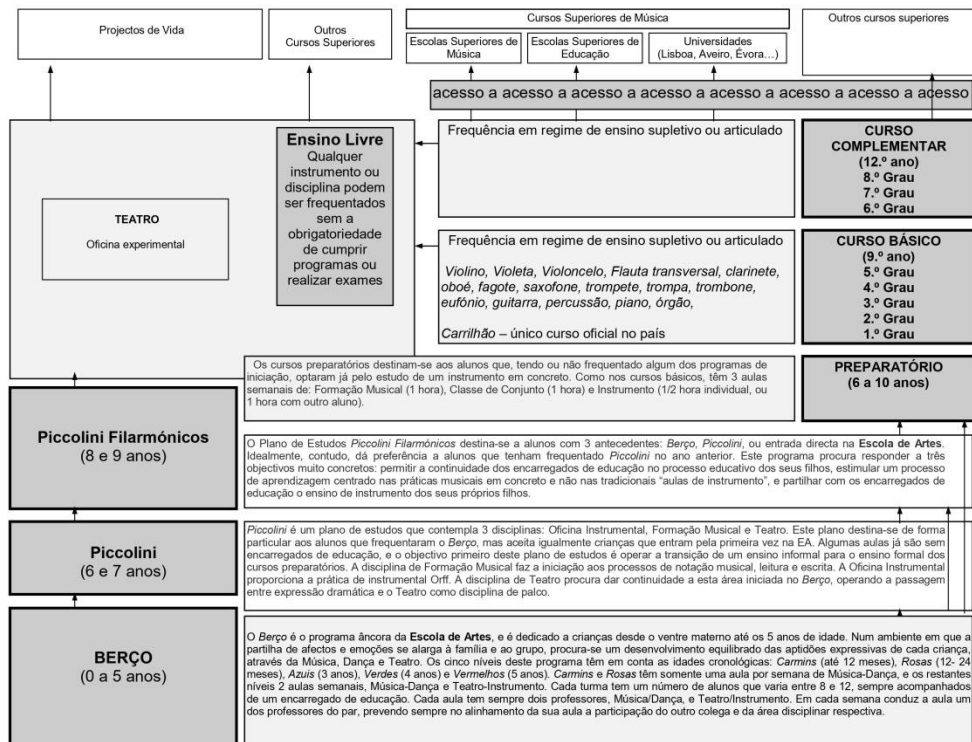 Projectos de Vida
Outros
Cursos Superiores
Cursos Superiores de Música
Escolas Superiores de
Música
Escolas Superiores de
Educação
Universidades
(Lisboa, Aveiro, Évora…)
Outros cursos superiores
acesso a acesso a acesso a acesso a acesso a acesso a acesso a acesso
TEATRO
Oficina experimental
Ensino Livre
Qualquer
instrumento ou
disciplina podem
ser frequentados
sem a
obrigatoriedade
de cumprir
programas ou
realizar exames
Frequência em regime de ensino supletivo ou articulado
CURSO
COMPLEMENTAR
(12.º ano)
8.º Grau
7.º Grau
6.º Grau
Frequência em regime de ensino supletivo ou articulado
Violino, Violeta, Violoncelo, Flauta transversal, clarinete,
oboé, fagote, saxofone, trompete, trompa, trombone,
eufónio, guitarra, percussão, piano, órgão,
Carrilhão – único curso oficial no país
CURSO BÁSICO
(9.º ano)
5.º Grau
4.º Grau
3.º Grau
2.º Grau
1.º Grau
Os cursos preparatórios destinam-se aos alunos que, tendo ou não frequentado algum dos programas de
iniciação, optaram já pelo estudo de um instrumento em concreto. Como nos cursos básicos, têm 3 aulas
semanais de: Formação Musical (1 hora), Classe de Conjunto (1 hora) e Instrumento (1/2 hora individual, ou
1 hora com outro aluno).
PREPARATÓRIO
(6 a 10 anos)
Piccolini Filarmónicos
(8 e 9 anos)
O Plano de Estudos Piccolini Filarmónicos destina-se a alunos com 3 antecedentes: Berço, Piccolini, ou entrada directa na Escola de Artes.
Idealmente, contudo, dá preferência a alunos que tenham frequentado Piccolini no ano anterior. Este programa procura responder a três
objectivos muito concretos: permitir a continuidade dos encarregados de educação no processo educativo dos seus filhos, estimular um processo
de aprendizagem centrado nas práticas musicais em concreto e não nas tradicionais “aulas de instrumento”, e partilhar com os encarregados de
educação o ensino de instrumento dos seus próprios filhos.
Piccolini
(6 e 7 anos)
Piccolini é um plano de estudos que contempla 3 disciplinas: Oficina Instrumental, Formação Musical e Teatro. Este plano destina-se de forma
particular aos alunos que frequentaram o Berço, mas aceita igualmente crianças que entram pela primeira vez na EA. Algumas aulas já são sem
encarregados de educação, e o objectivo primeiro deste plano de estudos é operar a transição de um ensino informal para o ensino formal dos
cursos preparatórios. A disciplina de Formação Musical faz a iniciação aos processos de notação musical, leitura e escrita. A Oficina Instrumental
proporciona a prática de instrumental Orff. A disciplina de Teatro procura dar continuidade a esta área iniciada no Berço, operando a passagem
entre expressão dramática e o Teatro como disciplina de palco.
BERÇO
(0 a 5 anos)
O Berço é o programa âncora da Escola de Artes, e é dedicado a crianças desde o ventre materno até os 5 anos de idade. Num ambiente em que a
partilha de afectos e emoções se alarga à família e ao grupo, procura-se um desenvolvimento equilibrado das aptidões expressivas de cada criança,
através da Música, Dança e Teatro. Os cinco níveis deste programa têm em conta as idades cronológicas: Carmins (até 12 meses), Rosas (12- 24
meses), Azuis (3 anos), Verdes (4 anos) e Vermelhos (5 anos). Carmins e Rosas têm somente uma aula por semana de Música-Dança, e os restantes
níveis 2 aulas semanais, Música-Dança e Teatro-Instrumento. Cada turma tem um número de alunos que varia entre 8 e 12, sempre acompanhados
de um encarregado de educação. Cada aula tem sempre dois professores, Música/Dança, e Teatro/Instrumento. Em cada semana conduz a aula um
dos professores do par, prevendo sempre no alinhamento da sua aula a participação do outro colega e da área disciplinar respectiva.